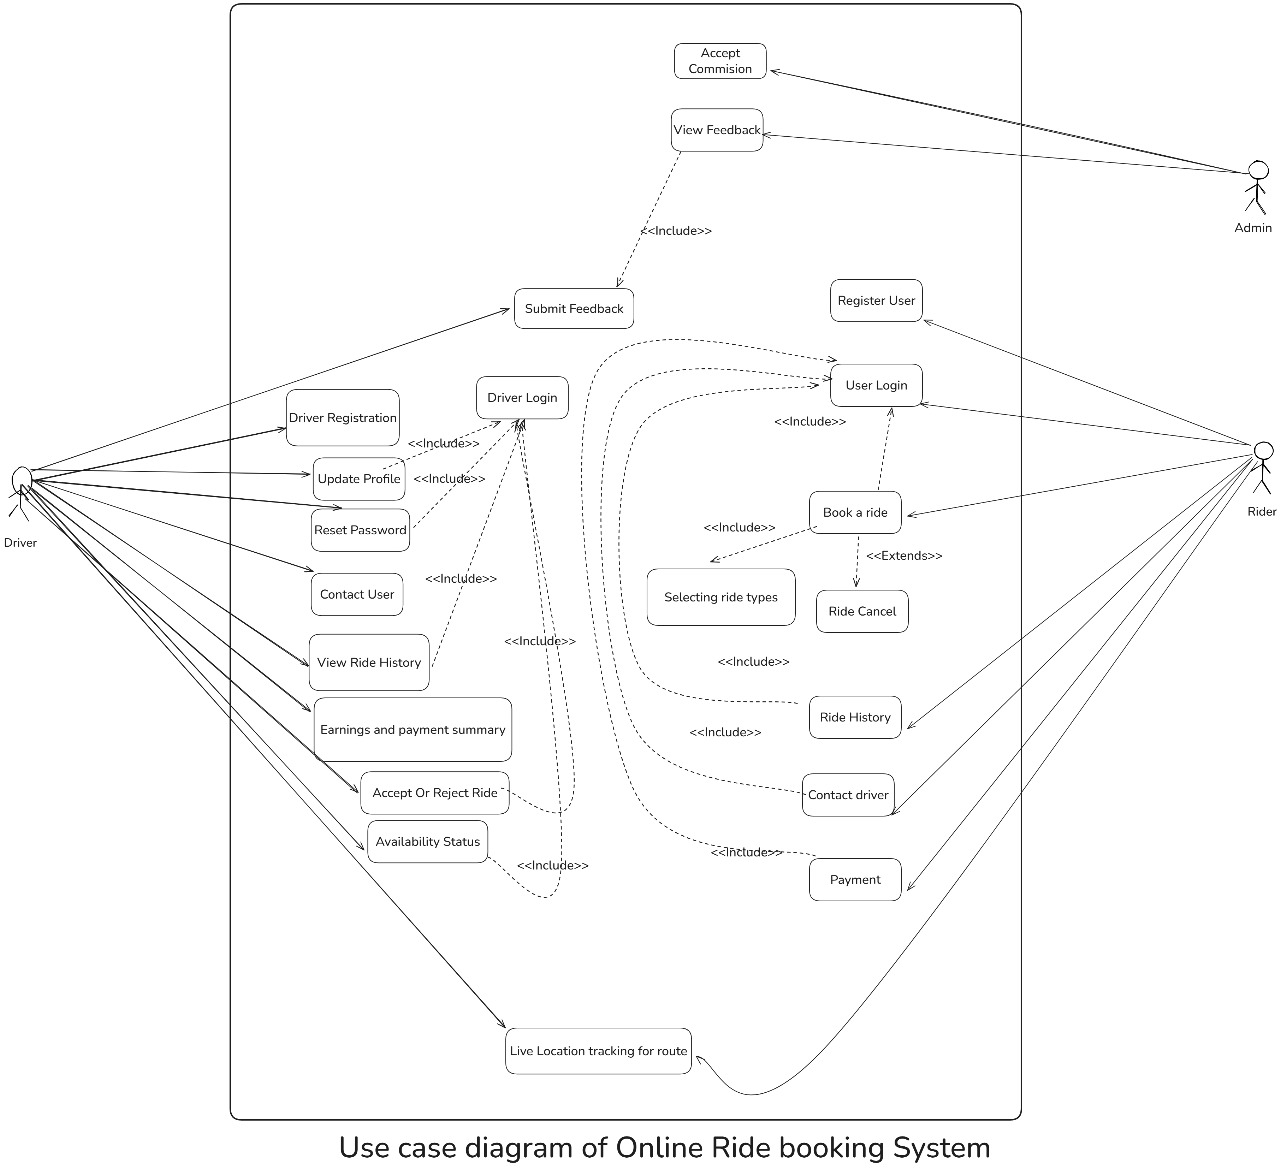 Accept
Commision
View Feedback
<<Include>>
Admin
Submit Feedback
Register User
User Login
Driver Login
Driver Registration
<<Include>>
<<Include>>
Update Profile
<<Include>>
Reset Password
Driver
Book a ride
Rider
<<Include>>
<<Extends>>
Contact User
<<Include>>
Selecting ride types
Ride Cancel
<<Include>>
View Ride History
<<Include>>
Earnings and payment summary
Ride History
<<Include>>
Accept Or Reject Ride
Contact driver
Availability Status
<<Include>>
<<Include>>
Payment
Live Location tracking for route
Use case diagram of Online Ride booking System